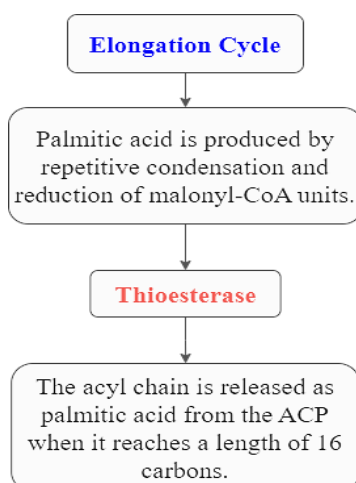 Elongation Cycle
Palmitic acid is produced by
repetitive condensation and
reduction of malonyl-CoA units.
Thioesterase
The acyl chain is released as
palmitic acid from the ACP
when it reaches a length of 16
carbons.